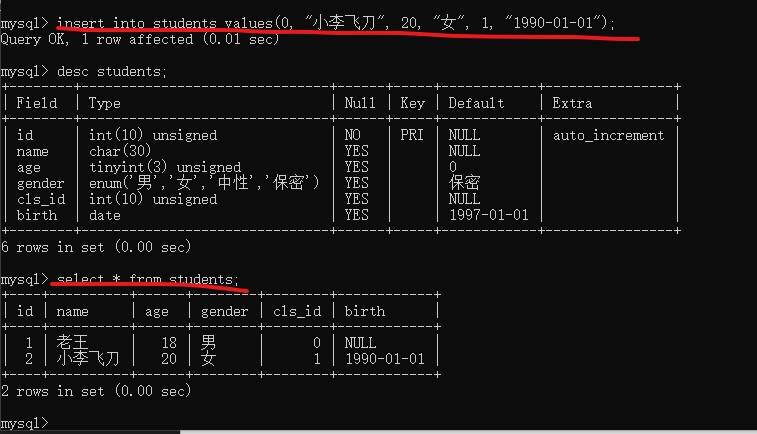 mysql> insert into students values(0, "小李飞刀", 20, "女", 1, "1990-01-01");
Query OK, 1 row affected (0.01 sec)
mysql> desc students;
+--------+-------------------------------------+------+-----+------------+----------------+
| Field | Type | Null | Key | Default | Extra |
+--------+-------------------------------------+------+-----+------------+----------------+
| id | int(10) unsigned | NO | PRI | NULL | auto_increment |
| name | char(30) | YES | | NULL | |
| age | tinyint(3) unsigned | YES | | 0 | |
| gender | enum('男','女','中性','保密') | YES | | 保密 | |
| cls_id | int(10) unsigned | YES | | NULL | |
| birth | date | YES | | 1997-01-01 | |
+--------+-------------------------------------+------+-----+------------+----------------+
6 rows in set (0.00 sec)
mysql> select * from students;
+----+--------------+------+--------+--------+------------+
| id | name | age | gender | cls_id | birth |
+----+--------------+------+--------+--------+------------+
| 1 | 老王 | 18 | 男 | 0 | NULL |
| 2 | 小李飞刀 | 20 | 女 | 1 | 1990-01-01 |
+----+--------------+------+--------+--------+------------+
2 rows in set (0.00 sec)
mysql>